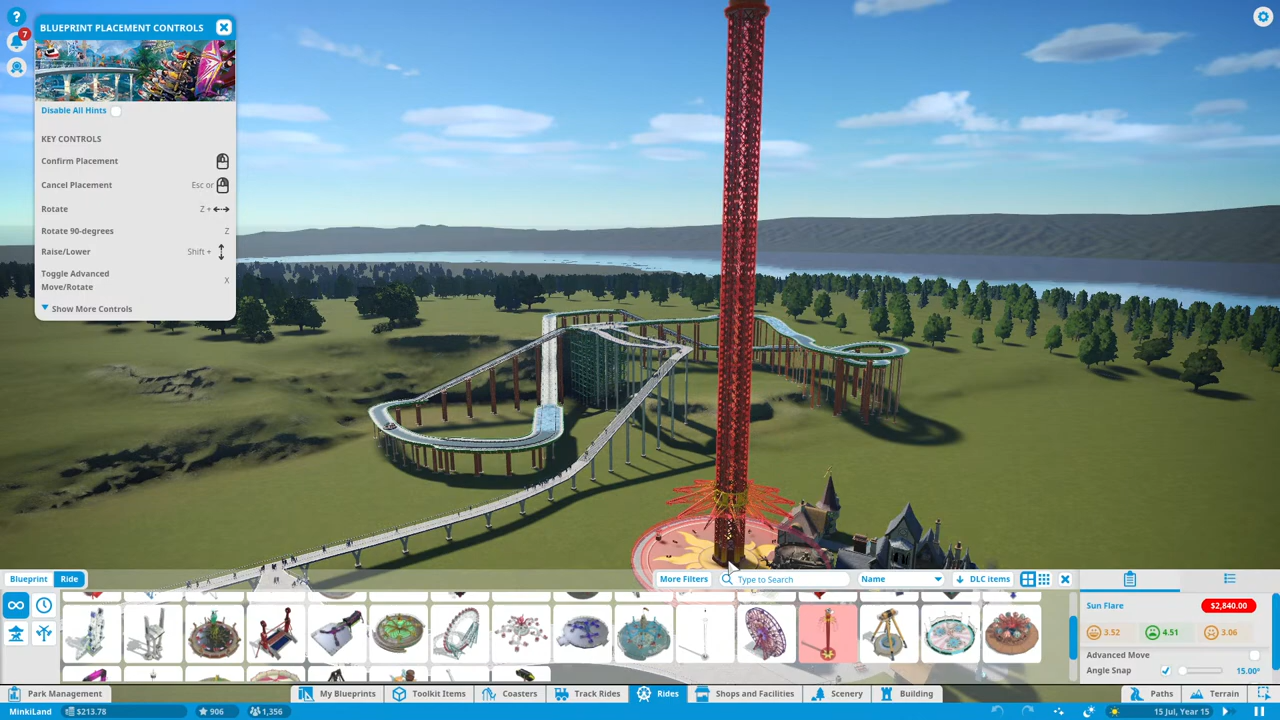 ?
7
BLUEPRINT PLACEMENT CONTROLS
Disable All Hints
KEY CONTROLS
Confirm Placement
Cancel Placement Esc or
Rotate Z +
Rotate 90-degrees Z
Raise/Lower Shift +
Toggle Advanced Move/Rotate X
Show More Controls
Blueprint Ride More Filters Type to Search Name DLC items
Sun Flare $2,840.00
3.52 4.51 3.06
Advanced Move
Angle Snap 15.00°
Park Management My Blueprints Toolkit Items Coasters Track Rides Rides Shops and Facilities Scenery Building Paths Terrain
MinkiLand $213.78 906 1,356 15 Jul, Year 15